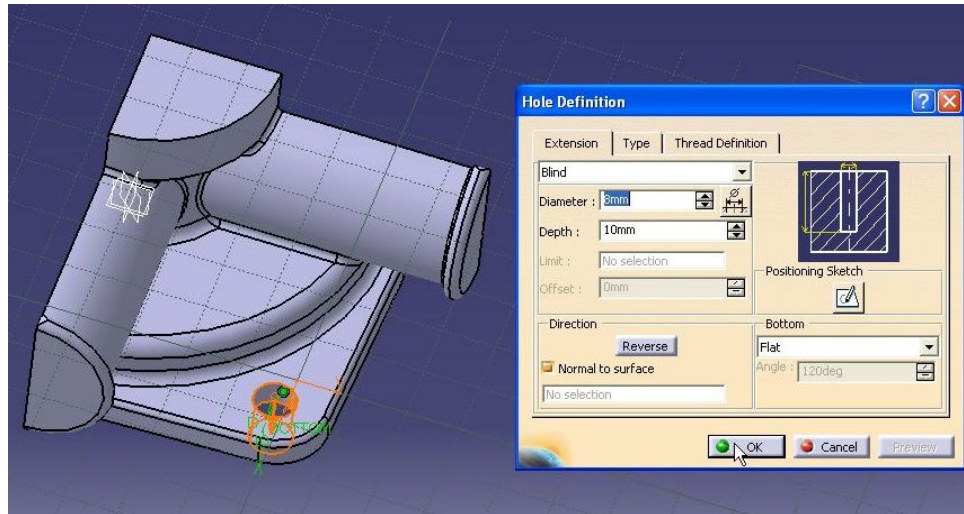 Hole Definition
Extension Type Thread Definition
Blind
Diameter : 8mm
Depth : 10mm
Limit : No selection
Offset : 0mm
Positioning Sketch
Direction
Reverse
Normal to surface
No selection
Bottom
Flat
Angle : 120deg
OK Cancel Preview
BOTTOM